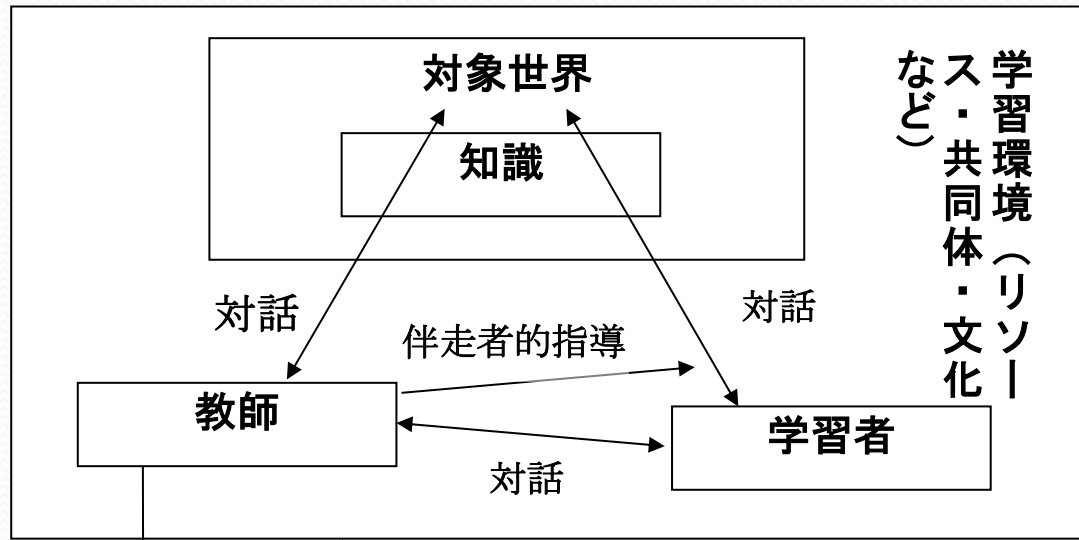 対象世界
知識
学習環境（リソー
ス・共同体・文化
など）
対話
対話
伴走者的指導
教師
学習者
対話